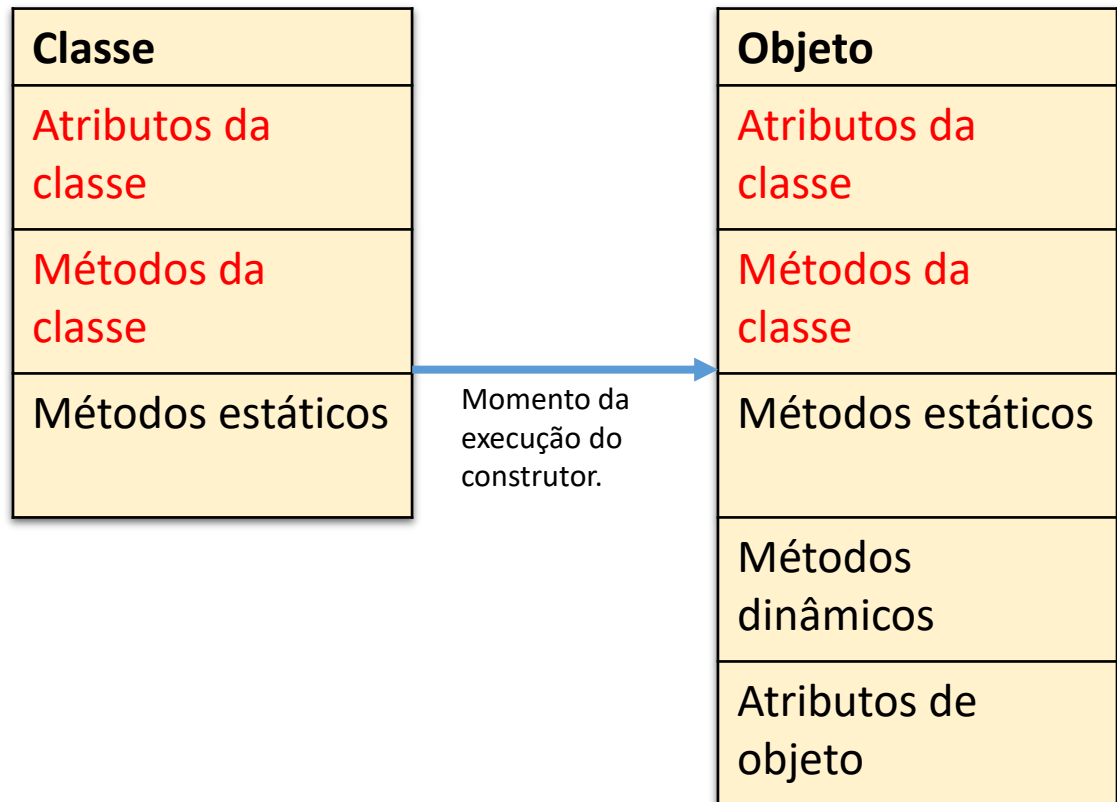 Classe
Atributos da
classe
Métodos da
classe
Métodos estáticos
Momento da
execução do
construtor.
Objeto
Atributos da
classe
Métodos da
classe
Métodos estáticos
Métodos
dinâmicos
Atributos de
objeto